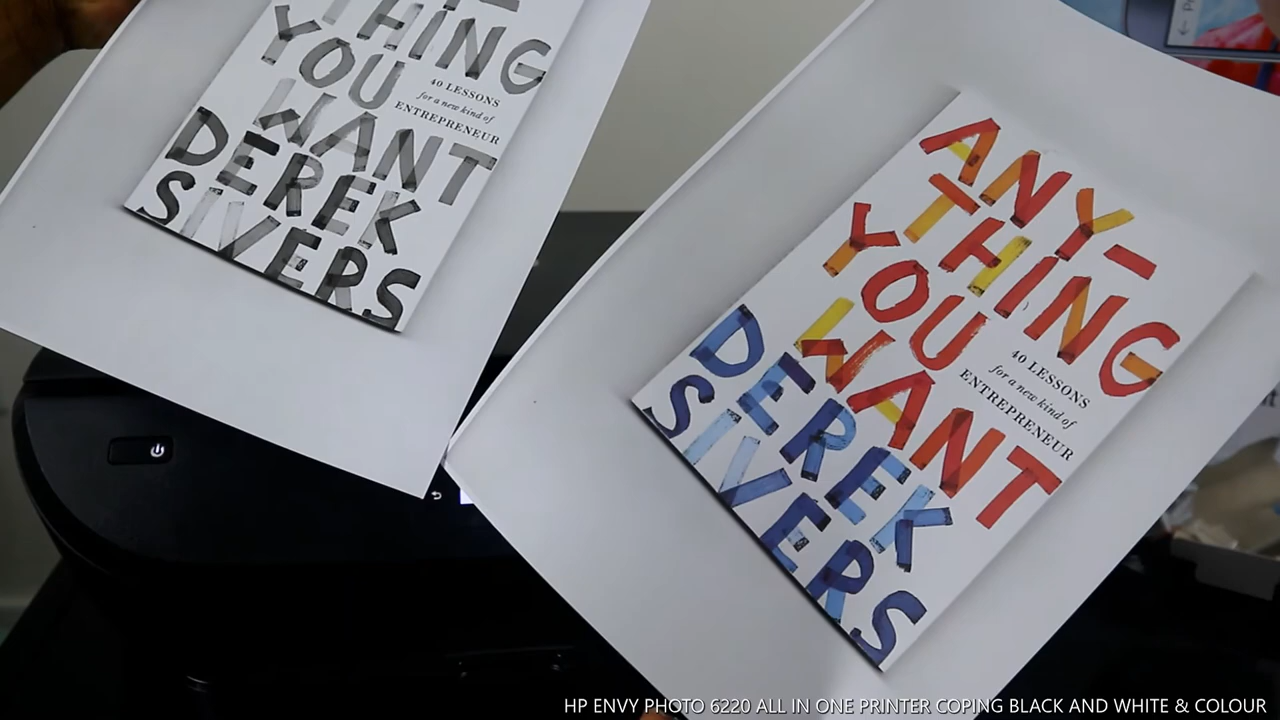 THING
YOU
WANT
DEREK
SIVERS
40 LESSONS
for a new kind of
ENTREPRENEUR
ANY-
THING
YOU
WANT
DEREK
SIVERS
40 LESSONS
for a new kind of
ENTREPRENEUR
HP ENVY PHOTO 6220 ALL IN ONE PRINTER COPING BLACK AND WHITE & COLOUR